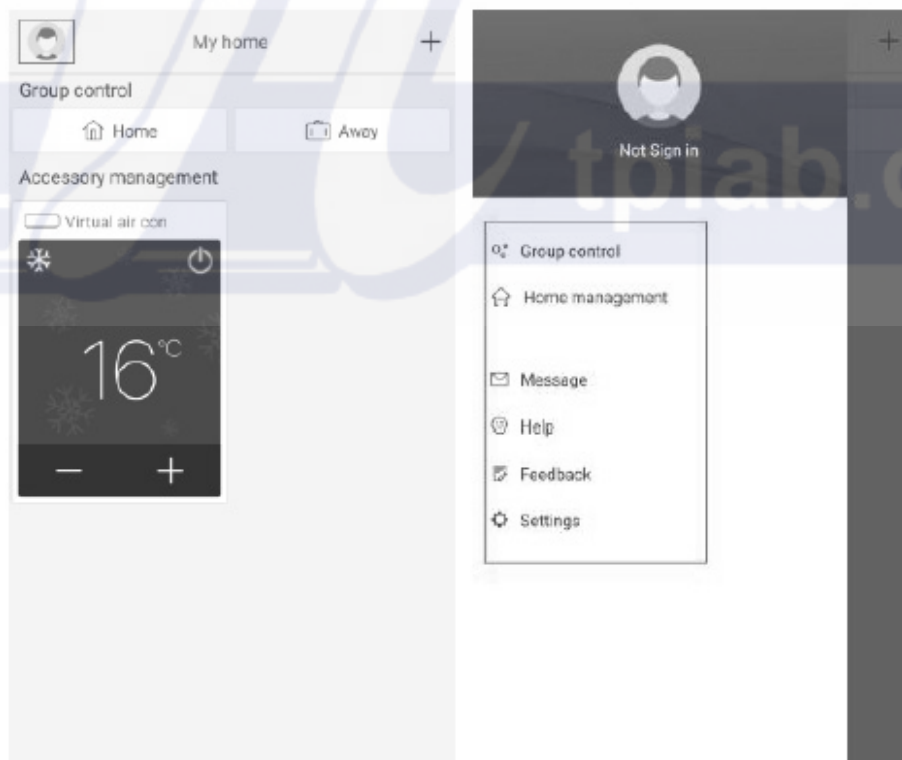 My home
+
Group control
Home
Away
Accessory management
Virtual air con
16°C
− +
Not Sign in
+
Group control
Home management
Message
Help
Feedback
Settings